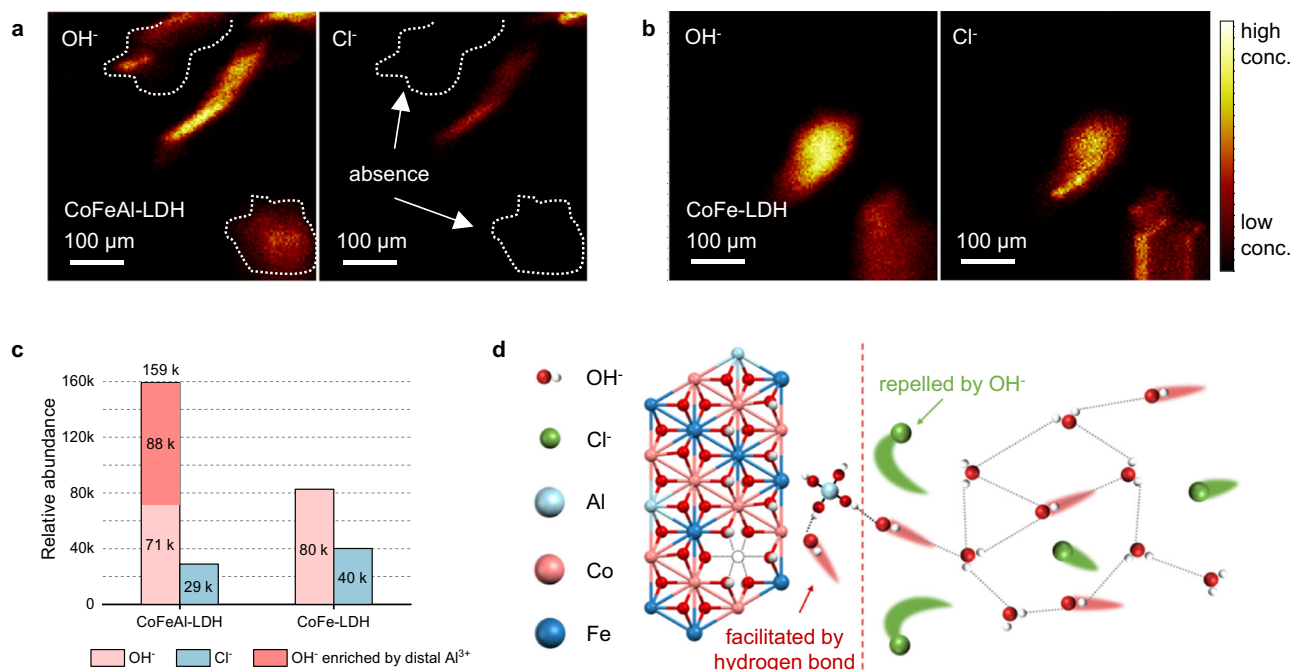 a
OH⁻
Cl⁻
absence
CoFeAl-LDH
100 µm
100 µm
b
OH⁻
Cl⁻
CoFe-LDH
100 µm
100 µm
high
conc.
low
conc.
c
Relative abundance
160k
120k
80k
40k
0
159 k
88 k
71 k
29 k
80 k
40 k
CoFeAl-LDH
CoFe-LDH
OH⁻
Cl⁻
OH⁻ enriched by distal Al³⁺
d
OH⁻
Cl⁻
Al
Co
Fe
repelled by OH⁻
facilitated by
hydrogen bond